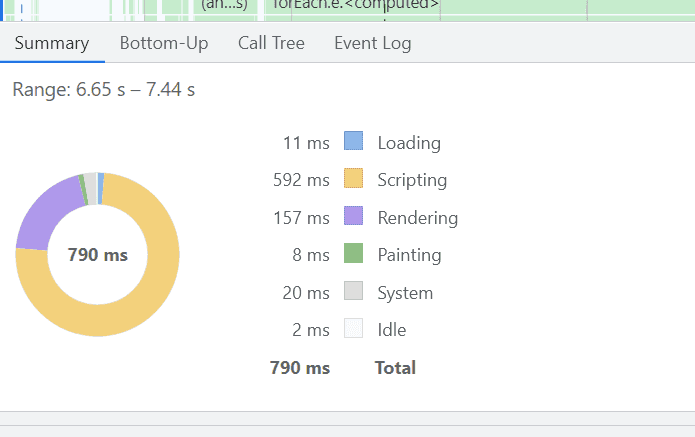 (an...s) forEach.e.<computed>
Summary Bottom-Up Call Tree Event Log
Range: 6.65 s – 7.44 s
11 ms Loading
592 ms Scripting
157 ms Rendering
790 ms
8 ms Painting
20 ms System
2 ms Idle
790 ms Total